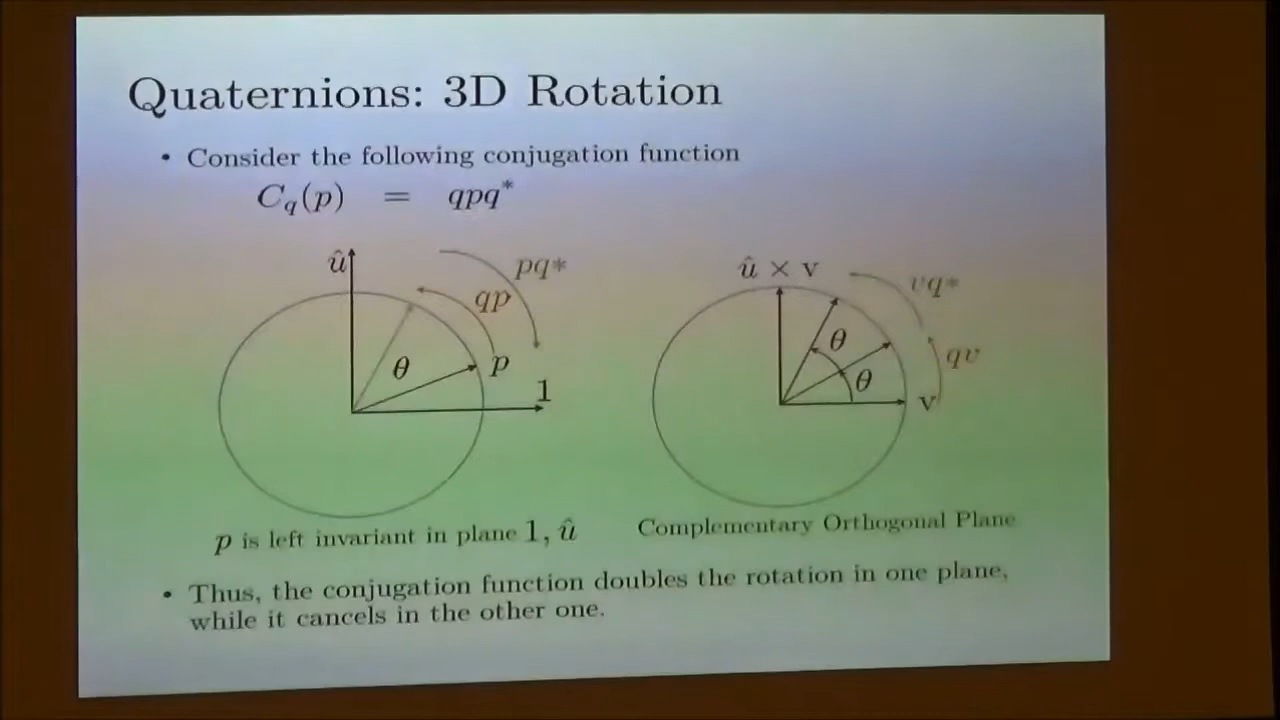 Quaternions: 3D Rotation
• Consider the following conjugation function
C_q(p) = qpq*
û
pq*
qp
θ
p
1
û × v
vq*
θ
qv
θ
v
p is left invariant in plane 1, û
Complementary Orthogonal Plane
• Thus, the conjugation function doubles the rotation in one plane,
while it cancels in the other one.